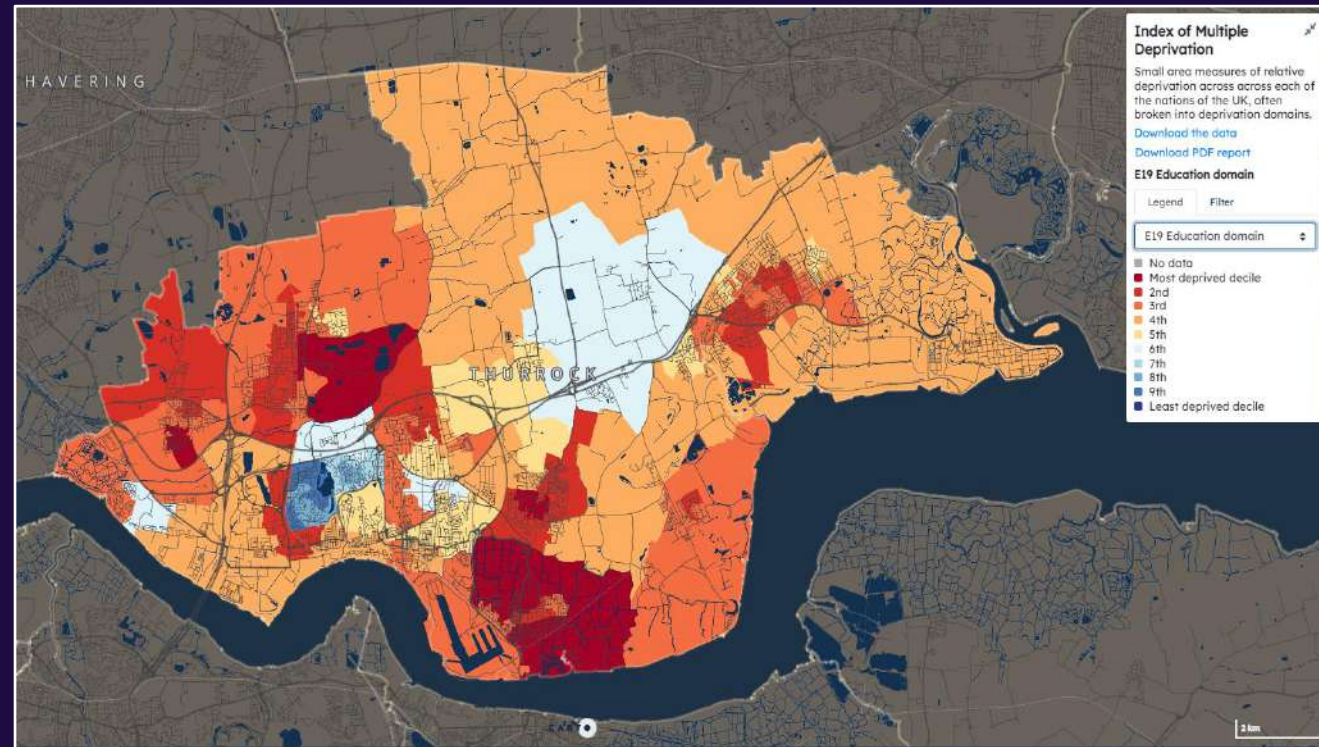 HAVERING
THURROCK
Index of Multiple
Deprivation
Small area measures of relative
deprivation across across each of
the nations of the UK, often
broken into deprivation domains.
Download the data
Download PDF report
E19 Education domain
Legend Filter
E19 Education domain
No data
Most deprived decile
2nd
3rd
4th
5th
6th
7th
8th
9th
Least deprived decile
2 km